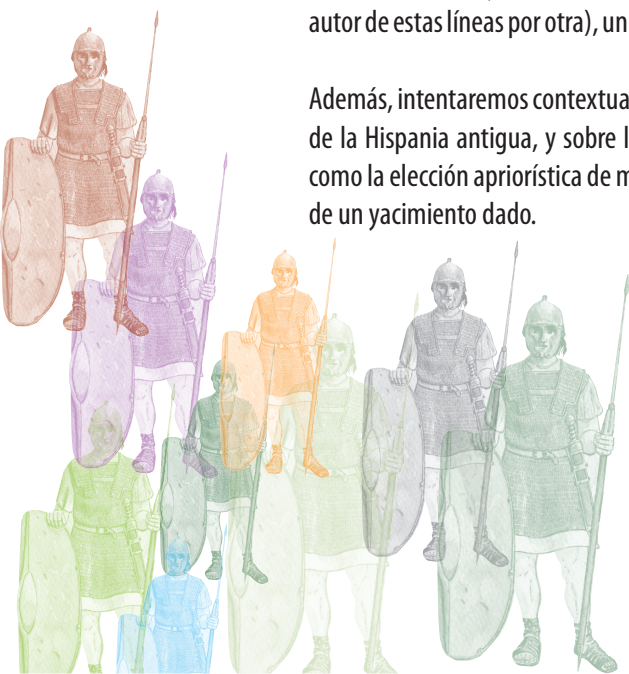 autor de estas líneas por otra), un
Además, intentaremos contextua
de la Hispania antigua, y sobre l
como la elección apriorística de m
de un yacimiento dado.